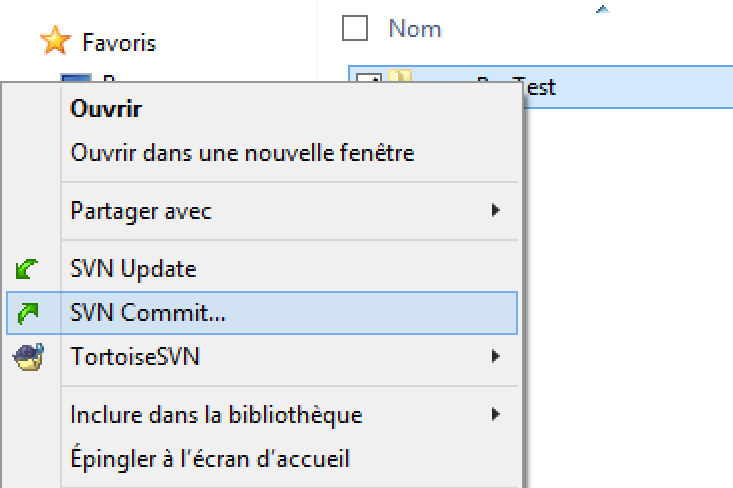 Favoris
Nom
Test
Ouvrir
Ouvrir dans une nouvelle fenêtre
Partager avec
SVN Update
SVN Commit...
TortoiseSVN
Inclure dans la bibliothèque
Épingler à l'écran d'accueil